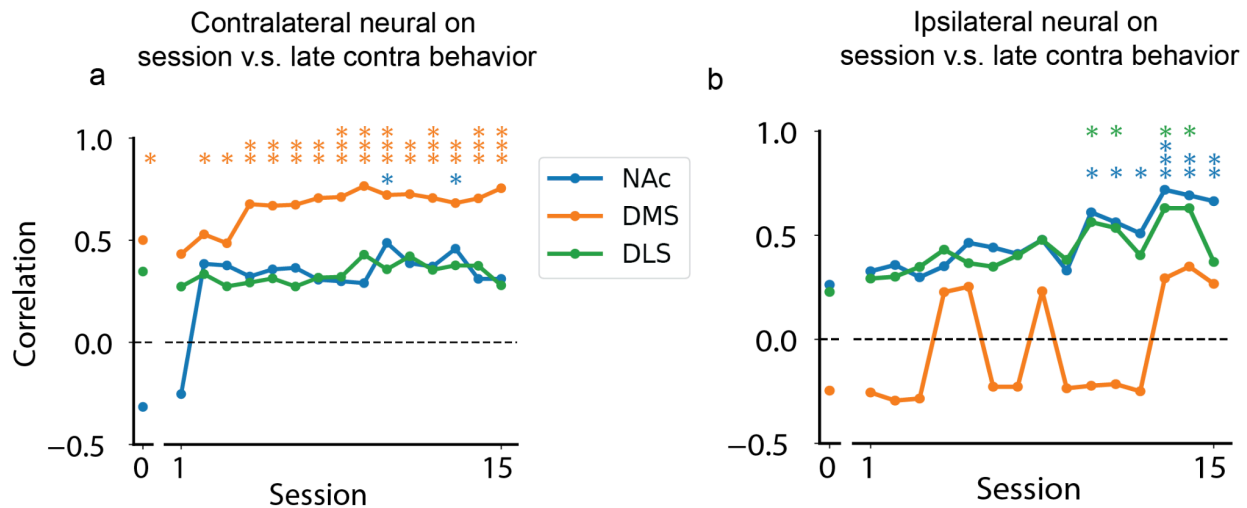 Contralateral neural on
session v.s. late contra behavior
Ipsilateral neural on
session v.s. late contra behavior
a
b
1.0
0.5
0.0
−0.5
Correlation
0
1
15
Session
NAc
DMS
DLS
1.0
0.5
0.0
−0.5
0
1
15
Session